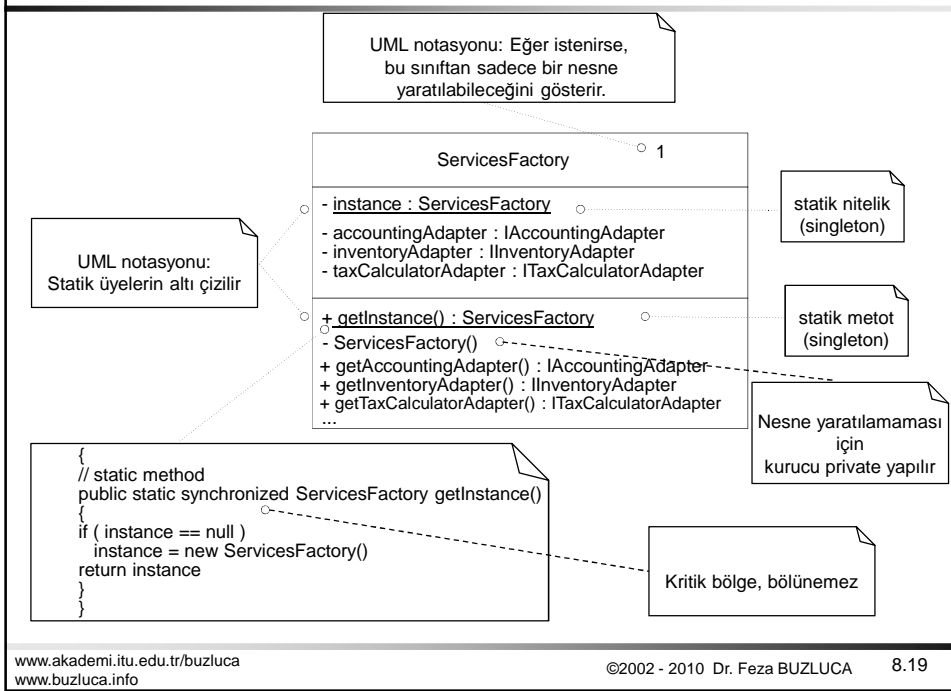 UML notasyonu: Eğer istenirse,
bu sınıftan sadece bir nesne
yaratılabileceğini gösterir.
ServicesFactory
1
- instance : ServicesFactory
- accountingAdapter : IAccountingAdapter
- inventoryAdapter : IInventoryAdapter
- taxCalculatorAdapter : ITaxCalculatorAdapter
statik nitelik
(singleton)
UML notasyonu:
Statik üyelerin altı çizilir
+ getInstance() : ServicesFactory
- ServicesFactory()
+ getAccountingAdapter() : IAccountingAdapter
+ getInventoryAdapter() : IInventoryAdapter
+ getTaxCalculatorAdapter() : ITaxCalculatorAdapter
...
statik metot
(singleton)
Nesne yaratılamaması
için
kurucu private yapılır
{
// static method
public static synchronized ServicesFactory getInstance()
{
if ( instance == null )
instance = new ServicesFactory()
return instance
}
}
Kritik bölge, bölünemez
www.akademi.itu.edu.tr/buzluca
www.buzluca.info
©2002 - 2010 Dr. Feza BUZLUCA
8.19